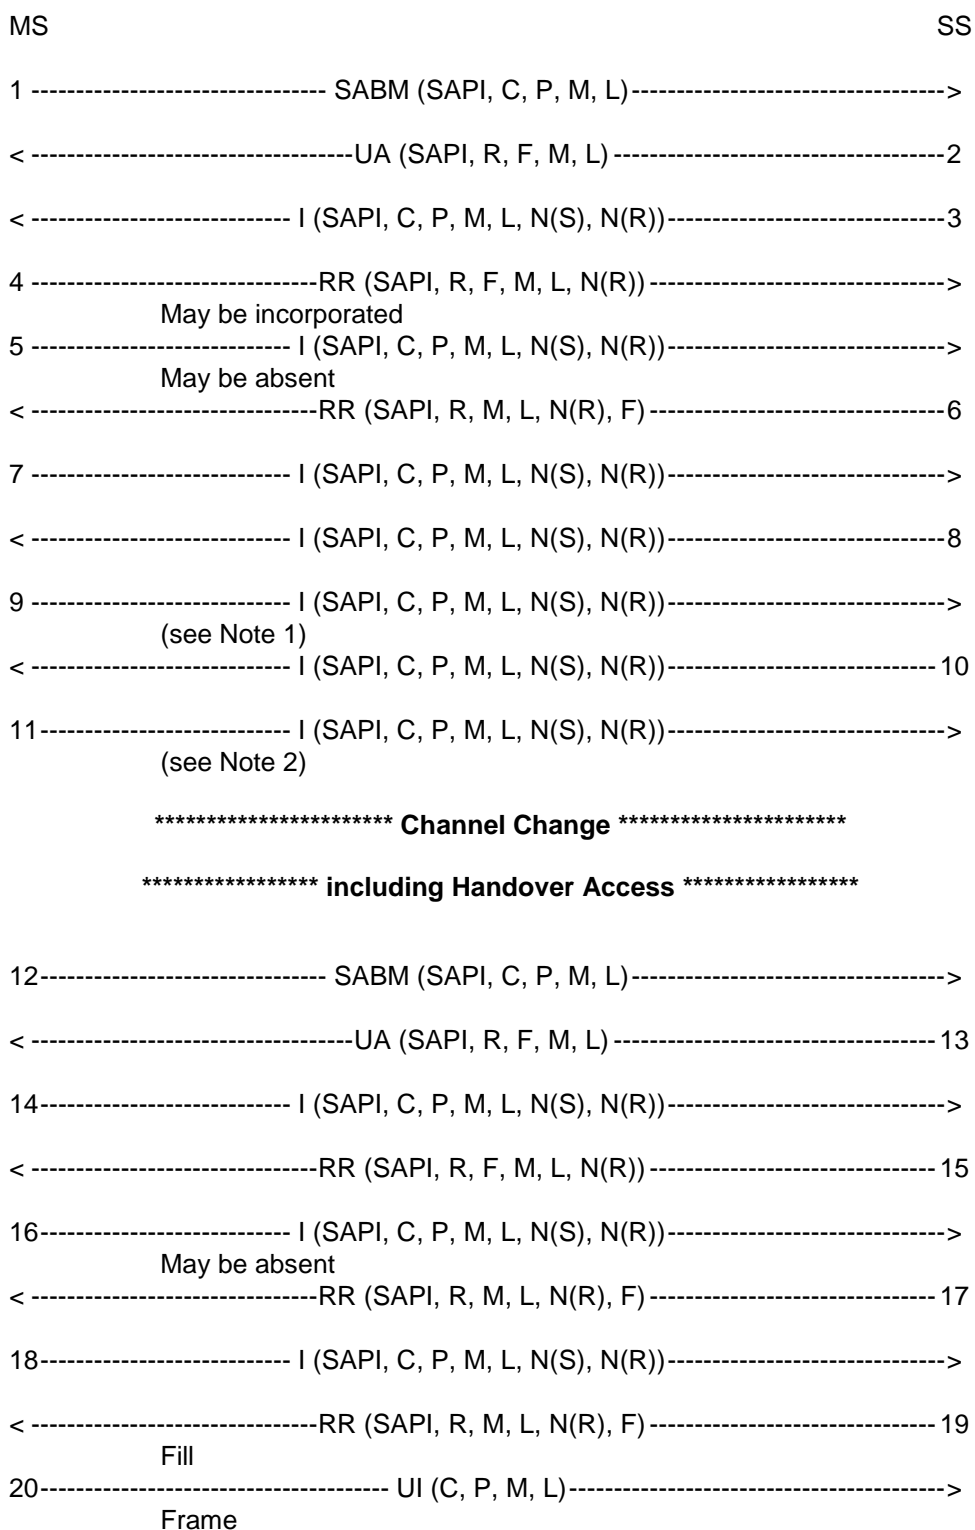 MS SS
1 --------------------------------- SABM (SAPI, C, P, M, L)----------------------------------->
< ------------------------------------UA (SAPI, R, F, M, L) -------------------------------------2
< ----------------------------- I (SAPI, C, P, M, L, N(S), N(R))-------------------------------3
4 --------------------------------RR (SAPI, R, F, M, L, N(R)) --------------------------------->
May be incorporated
5 ----------------------------- I (SAPI, C, P, M, L, N(S), N(R))------------------------------->
May be absent
< --------------------------------RR (SAPI, R, M, L, N(R), F) ---------------------------------6
7 ----------------------------- I (SAPI, C, P, M, L, N(S), N(R))------------------------------->
< ----------------------------- I (SAPI, C, P, M, L, N(S), N(R))-------------------------------8
9 ----------------------------- I (SAPI, C, P, M, L, N(S), N(R))------------------------------->
(see Note 1)
< ----------------------------- I (SAPI, C, P, M, L, N(S), N(R))------------------------------ 10
11---------------------------- I (SAPI, C, P, M, L, N(S), N(R))------------------------------->
(see Note 2)
*********************** Channel Change **********************
***************** including Handover Access *****************
12-------------------------------- SABM (SAPI, C, P, M, L)----------------------------------->
< ------------------------------------UA (SAPI, R, F, M, L) ------------------------------------ 13
14---------------------------- I (SAPI, C, P, M, L, N(S), N(R))------------------------------->
< --------------------------------RR (SAPI, R, F, M, L, N(R)) -------------------------------- 15
16---------------------------- I (SAPI, C, P, M, L, N(S), N(R))------------------------------->
May be absent
< --------------------------------RR (SAPI, R, M, L, N(R), F) -------------------------------- 17
18---------------------------- I (SAPI, C, P, M, L, N(S), N(R))------------------------------->
< --------------------------------RR (SAPI, R, M, L, N(R), F) -------------------------------- 19
Fill
20--------------------------------------- UI (C, P, M, L)------------------------------------------>
Frame